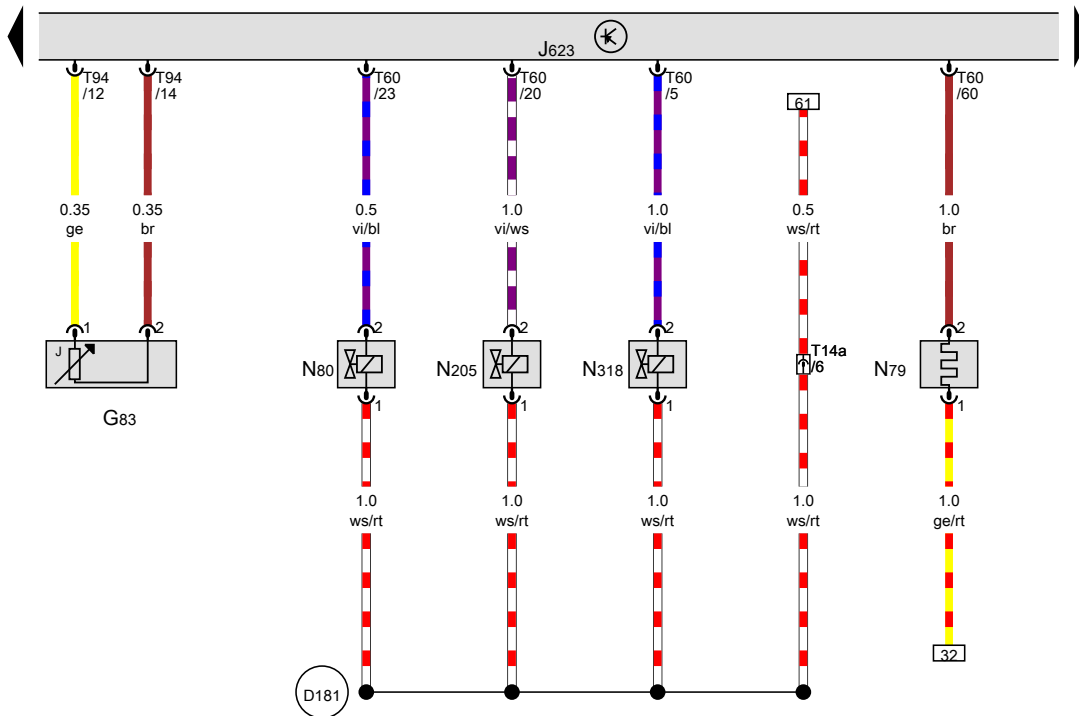 J623
T94
/12
T94
/14
T60
/23
T60
/20
T60
/5
61
T60
/60
0.35
ge
0.35
br
0.5
vi/bl
1.0
vi/ws
1.0
vi/bl
0.5
ws/rt
1.0
br
1
2
2
2
2
2
J
G83
N80
N205
N318
T14a
/6
N79
1
1
1
1
1.0
ws/rt
1.0
ws/rt
1.0
ws/rt
1.0
ws/rt
1.0
ge/rt
32
D181